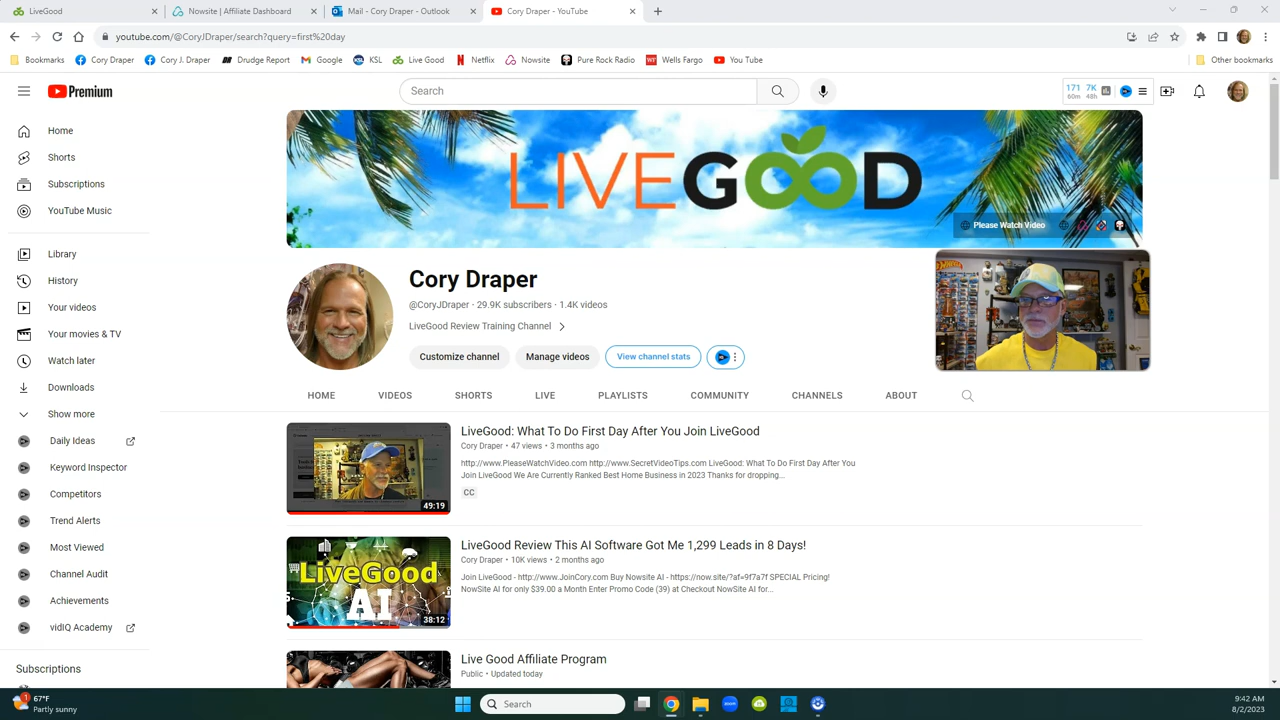 LiveGood
Nowsite | Affiliate Dashboard
Mail - Cory Draper - Outlook
Cory Draper - YouTube
youtube.com/@CoryJDraper/search?query=first%20day
Bookmarks
Cory Draper
Cory J. Draper
Drudge Report
Google
KSL
Live Good
Netflix
Nowsite
Pure Rock Radio
Wells Fargo
You Tube
Other bookmarks
Premium
Search
171 7K
60m 48h
Home
Shorts
Subscriptions
YouTube Music
Library
History
Your videos
Your movies & TV
Watch later
Downloads
Show more
Daily Ideas
Keyword Inspector
Competitors
Trend Alerts
Most Viewed
Channel Audit
Achievements
vidIQ Academy
Subscriptions
LIVEGOOD
Please Watch Video
Cory Draper
@CoryJDraper · 29.9K subscribers · 1.4K videos
LiveGood Review Training Channel
Customize channel
Manage videos
View channel stats
HOME
VIDEOS
SHORTS
LIVE
PLAYLISTS
COMMUNITY
CHANNELS
ABOUT
49:19
LiveGood: What To Do First Day After You Join LiveGood
Cory Draper • 47 views • 3 months ago
http://www.PleaseWatchVideo.com http://www.SecretVideoTips.com LiveGood: What To Do First Day After You
Join LiveGood We Are Currently Ranked Best Home Business in 2023 Thanks for dropping...
CC
LiveGood
AI
38:12
LiveGood Review This AI Software Got Me 1,299 Leads in 8 Days!
Cory Draper • 10K views • 2 months ago
Join LiveGood - http://www.JoinCory.com Buy Nowsite AI - https://now.site/?af=9f7a7f SPECIAL Pricing!
NowSite AI for only $39.00 a Month Enter Promo Code (39) at Checkout NowSite AI for...
Live Good Affiliate Program
Public • Updated today
1
67°F
Partly sunny
Search
zoom
9:42 AM
8/2/2023